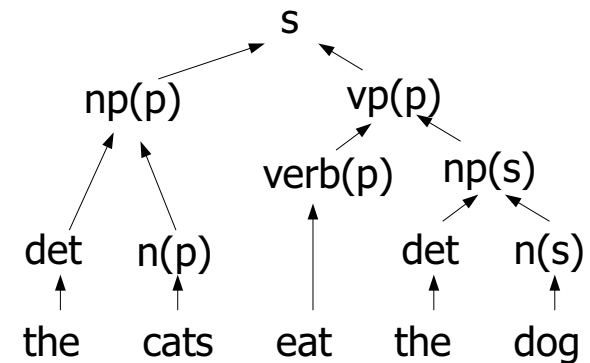 s
np(p) vp(p)
verb(p) np(s)
det n(p) det n(s)
the cats eat the dog